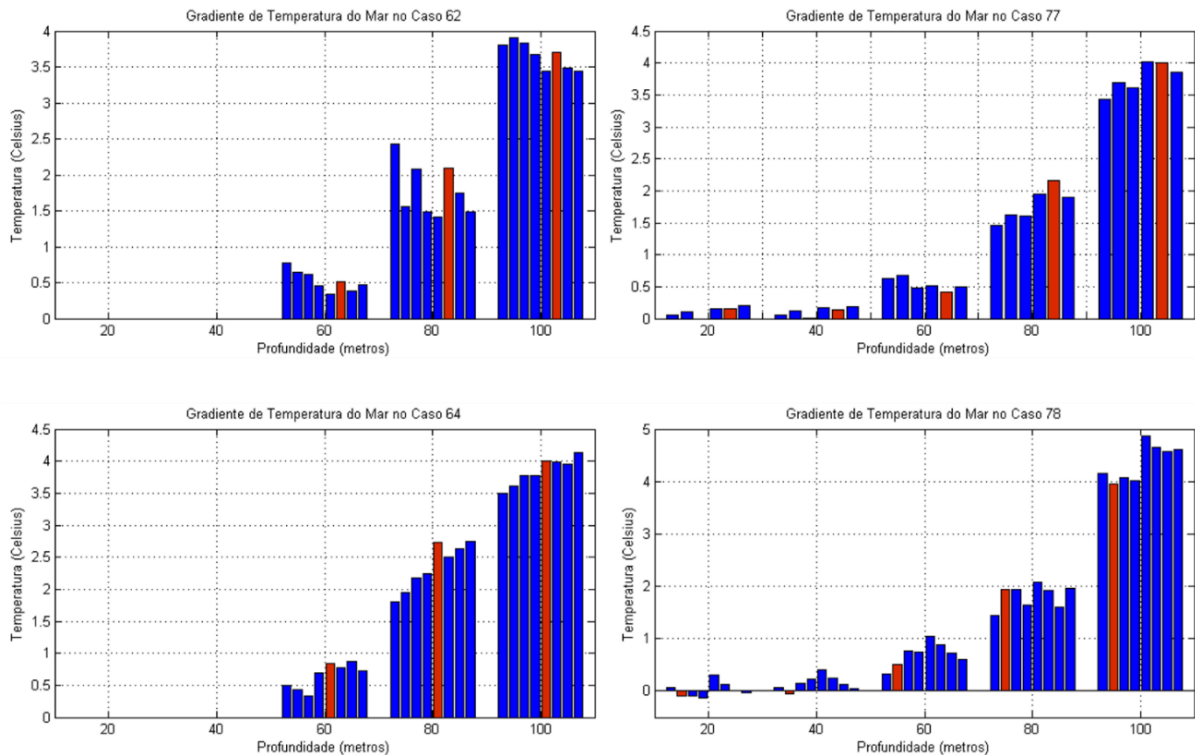 Gradiente de Temperatura do Mar no Caso 62
4
3.5
3
2.5
2
1.5
1
0.5
0
Temperatura (Celsius)
20 40 60 80 100
Profundidade (metros)
Gradiente de Temperatura do Mar no Caso 77
4.5
4
3.5
3
2.5
2
1.5
1
0.5
0
Temperatura (Celsius)
20 40 60 80 100
Profundidade (metros)
Gradiente de Temperatura do Mar no Caso 64
4.5
4
3.5
3
2.5
2
1.5
1
0.5
0
Temperatura (Celsius)
20 40 60 80 100
Profundidade (metros)
Gradiente de Temperatura do Mar no Caso 78
5
4
3
2
1
0
Temperatura (Celsius)
20 40 60 80 100
Profundidade (metros)